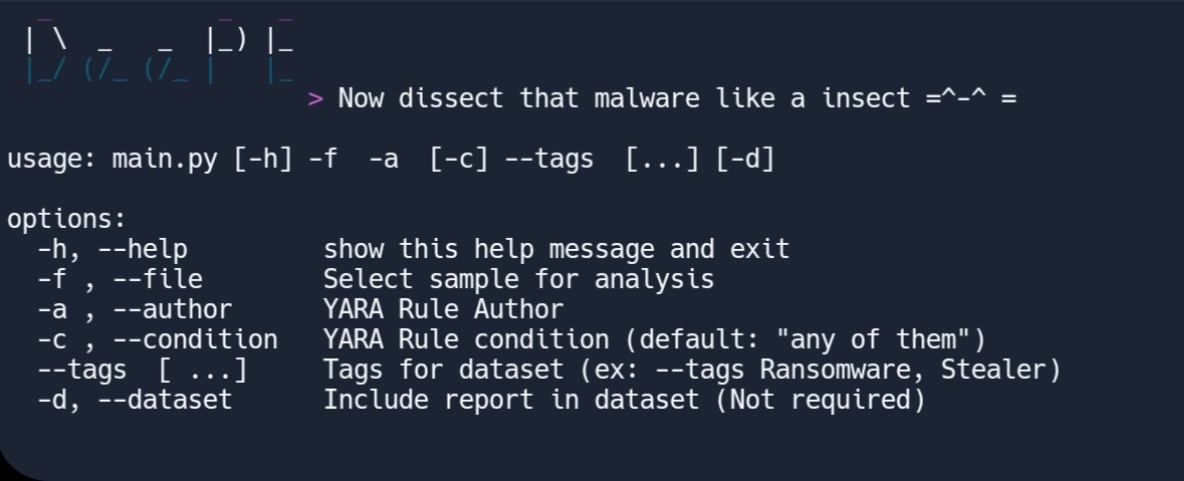 DeePE
> Now dissect that malware like a insect =^-^ =
usage: main.py [-h] -f  -a  [-c] --tags  [...] [-d]
options:
-h, --help            show this help message and exit
-f , --file           Select sample for analysis
-a , --author         YARA Rule Author
-c , --condition      YARA Rule condition (default: "any of them")
--tags  [ ...]        Tags for dataset (ex: --tags Ransomware, Stealer)
-d, --dataset         Include report in dataset (Not required)